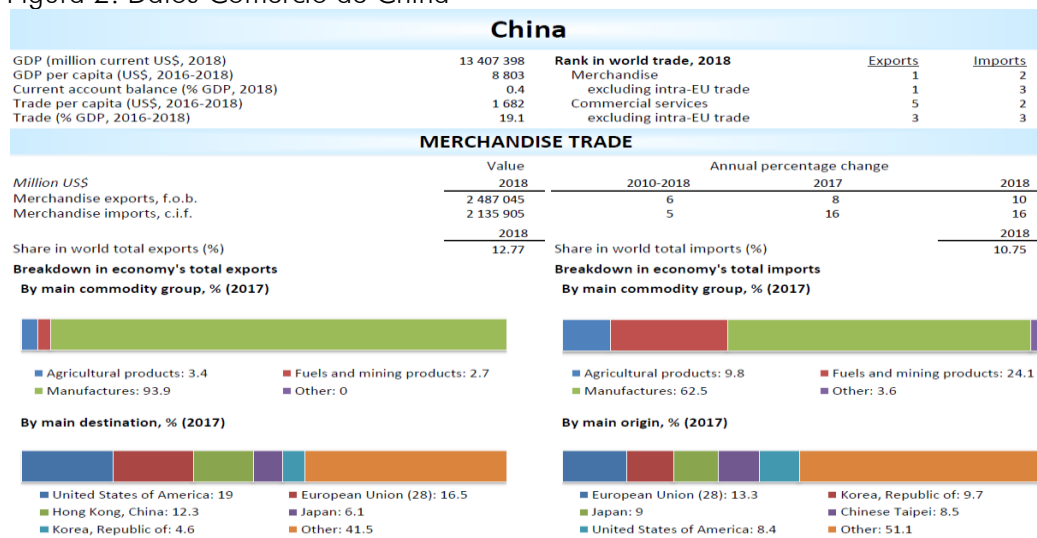 Figura 2. Datos Comercio de China
China
GDP (million current US$, 2018) 13 407 398 Rank in world trade, 2018 Exports Imports
GDP per capita (US$, 2016-2018) 8 803 Merchandise 1 2
Current account balance (% GDP, 2018) 0.4 excluding intra-EU trade 1 3
Trade per capita (US$, 2016-2018) 1 682 Commercial services 5 2
Trade (% GDP, 2016-2018) 19.1 excluding intra-EU trade 3 3
MERCHANDISE TRADE
Value Annual percentage change
Million US$ 2018 2010-2018 2017 2018
Merchandise exports, f.o.b. 2 487 045 6 8 10
Merchandise imports, c.i.f. 2 135 905 5 16 16
2018 2018
Share in world total exports (%) 12.77 Share in world total imports (%) 10.75
Breakdown in economy's total exports Breakdown in economy's total imports
By main commodity group, % (2017) By main commodity group, % (2017)
Agricultural products: 3.4 Fuels and mining products: 2.7 Agricultural products: 9.8 Fuels and mining products: 24.1
Manufactures: 93.9 Other: 0 Manufactures: 62.5 Other: 3.6
By main destination, % (2017) By main origin, % (2017)
United States of America: 19 European Union (28): 16.5 European Union (28): 13.3 Korea, Republic of: 9.7
Hong Kong, China: 12.3 Japan: 6.1 Japan: 9 Chinese Taipei: 8.5
Korea, Republic of: 4.6 Other: 41.5 United States of America: 8.4 Other: 51.1